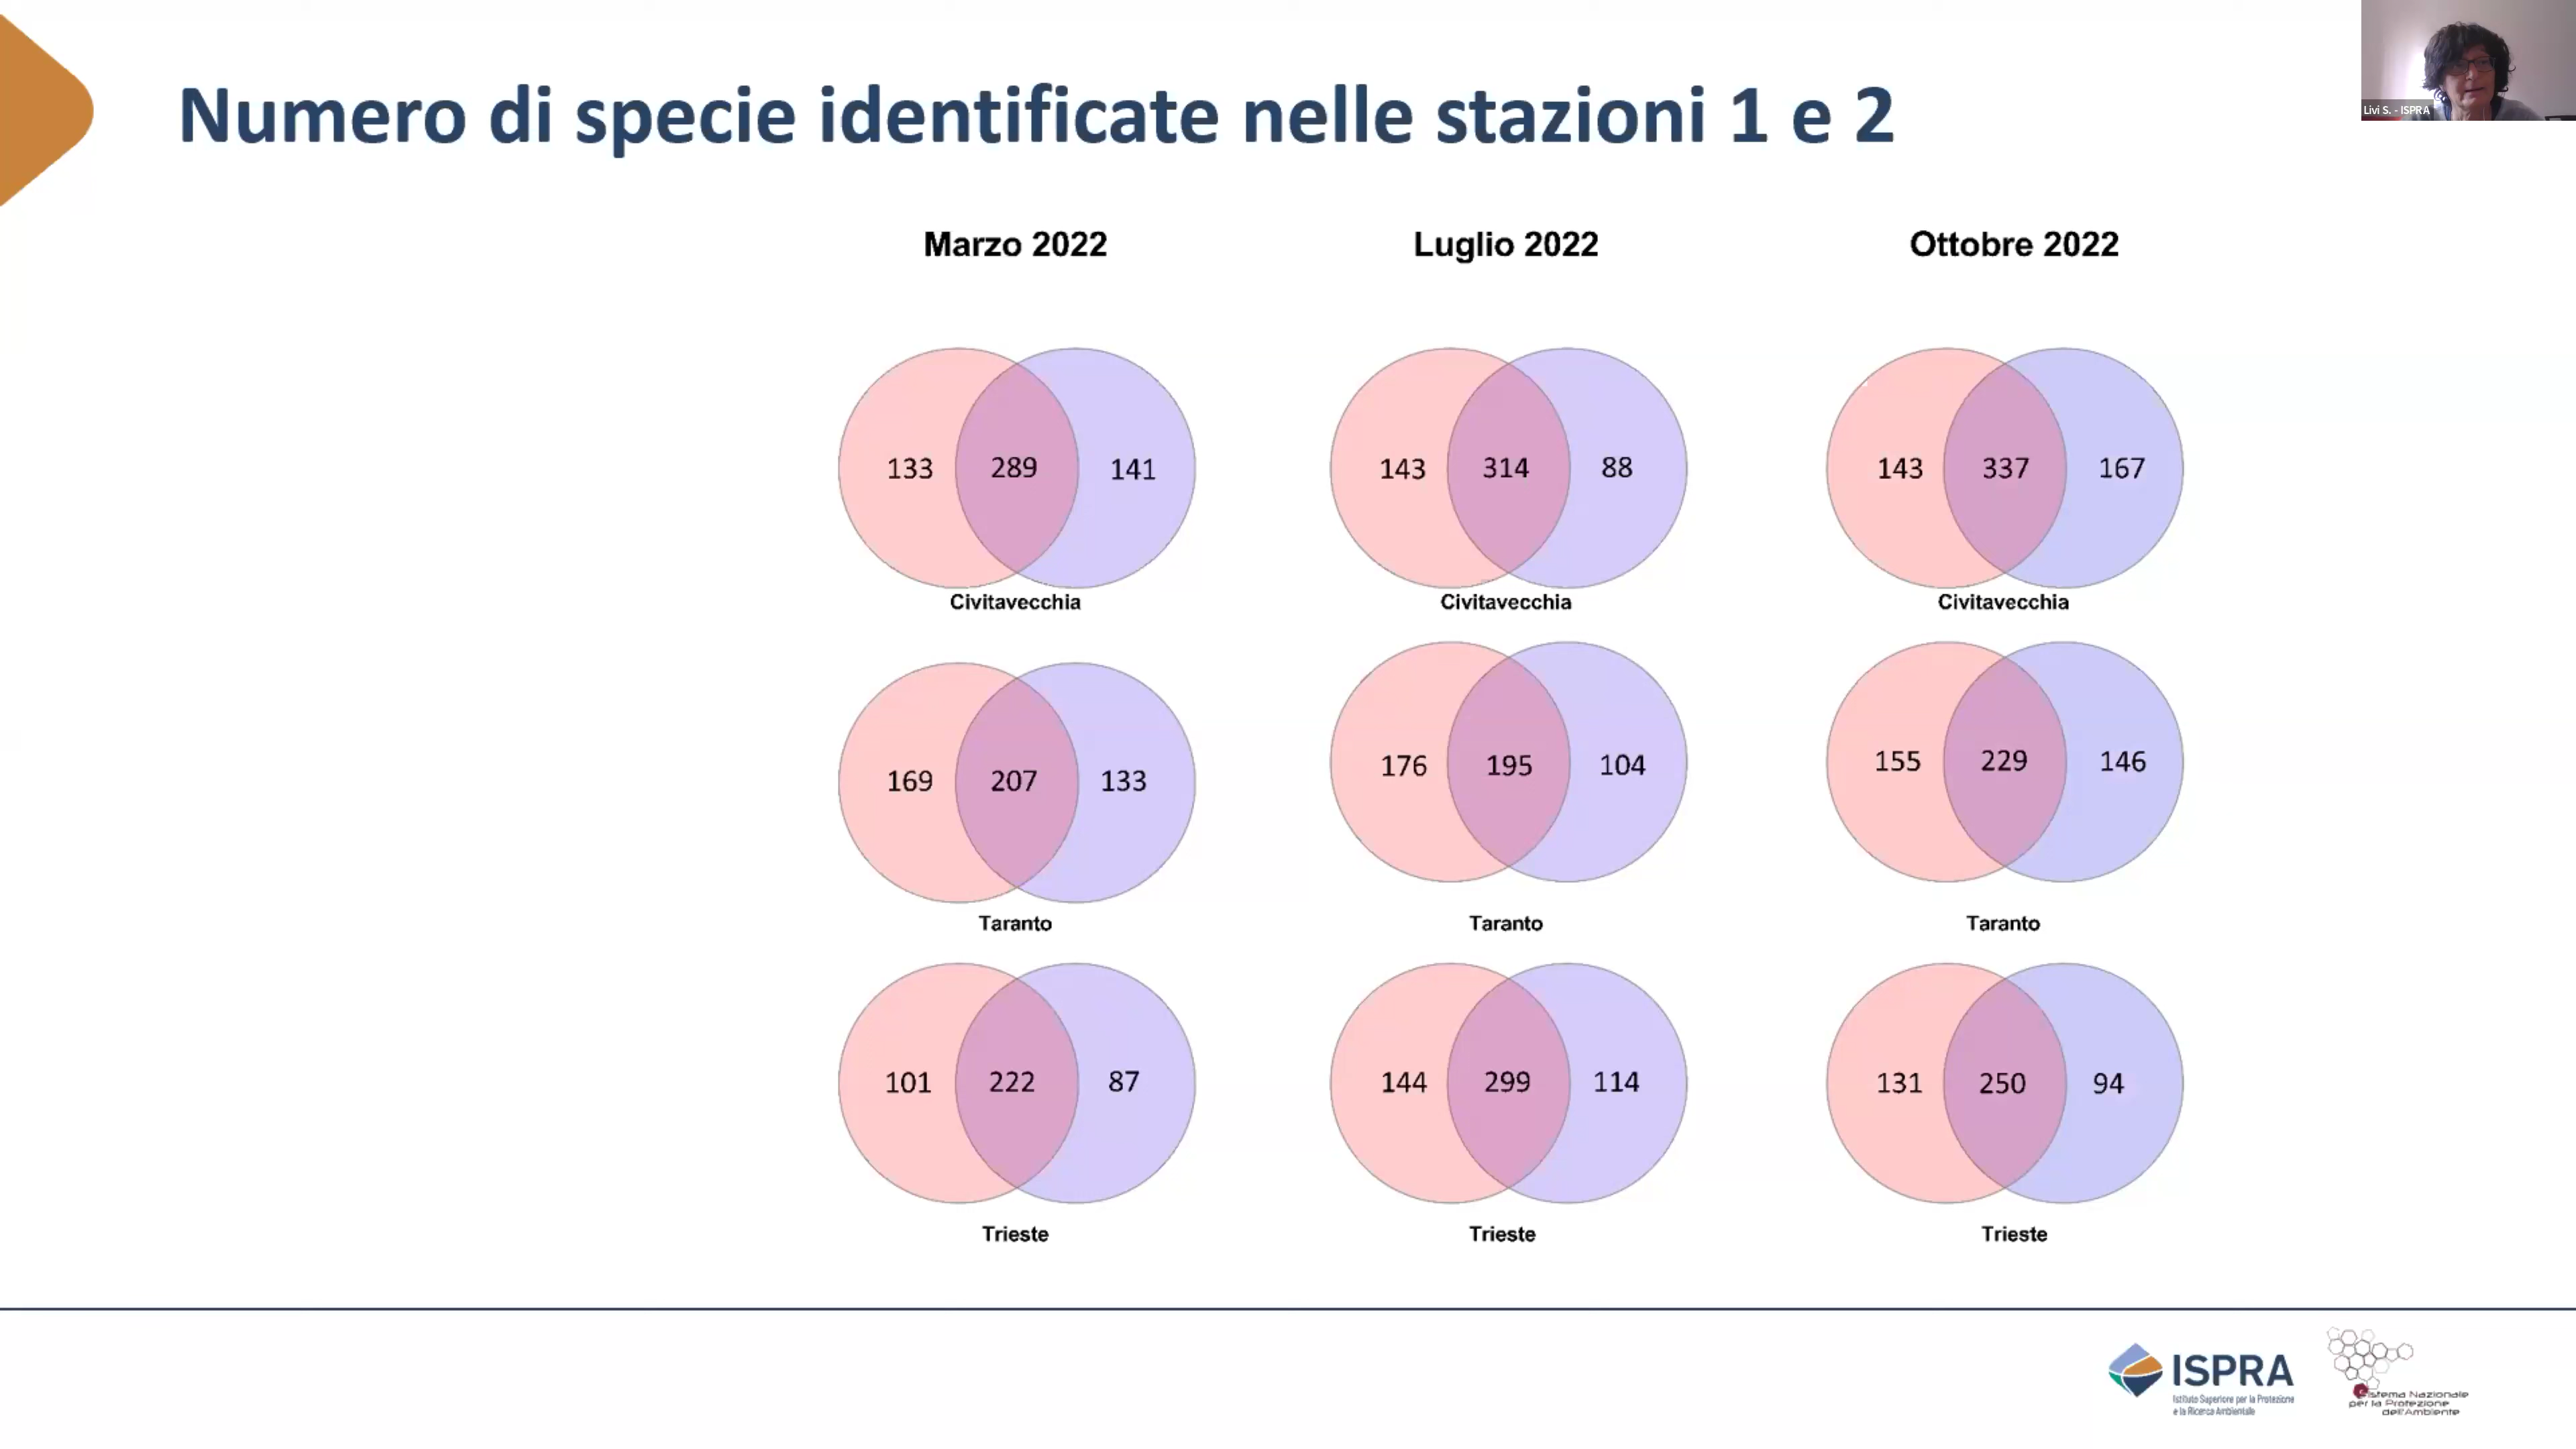 Numero di specie identificate nelle stazioni 1 e 2
Livi S. - ISPRA
Marzo 2022
Luglio 2022
Ottobre 2022
133 289 141
143 314 88
143 337 167
Civitavecchia
Civitavecchia
Civitavecchia
169 207 133
176 195 104
155 229 146
Taranto
Taranto
Taranto
101 222 87
144 299 114
131 250 94
Trieste
Trieste
Trieste
ISPRA
Istituto Superiore per la Protezione
e la Ricerca Ambientale
Sistema Nazionale
per la Protezione
dell'Ambiente